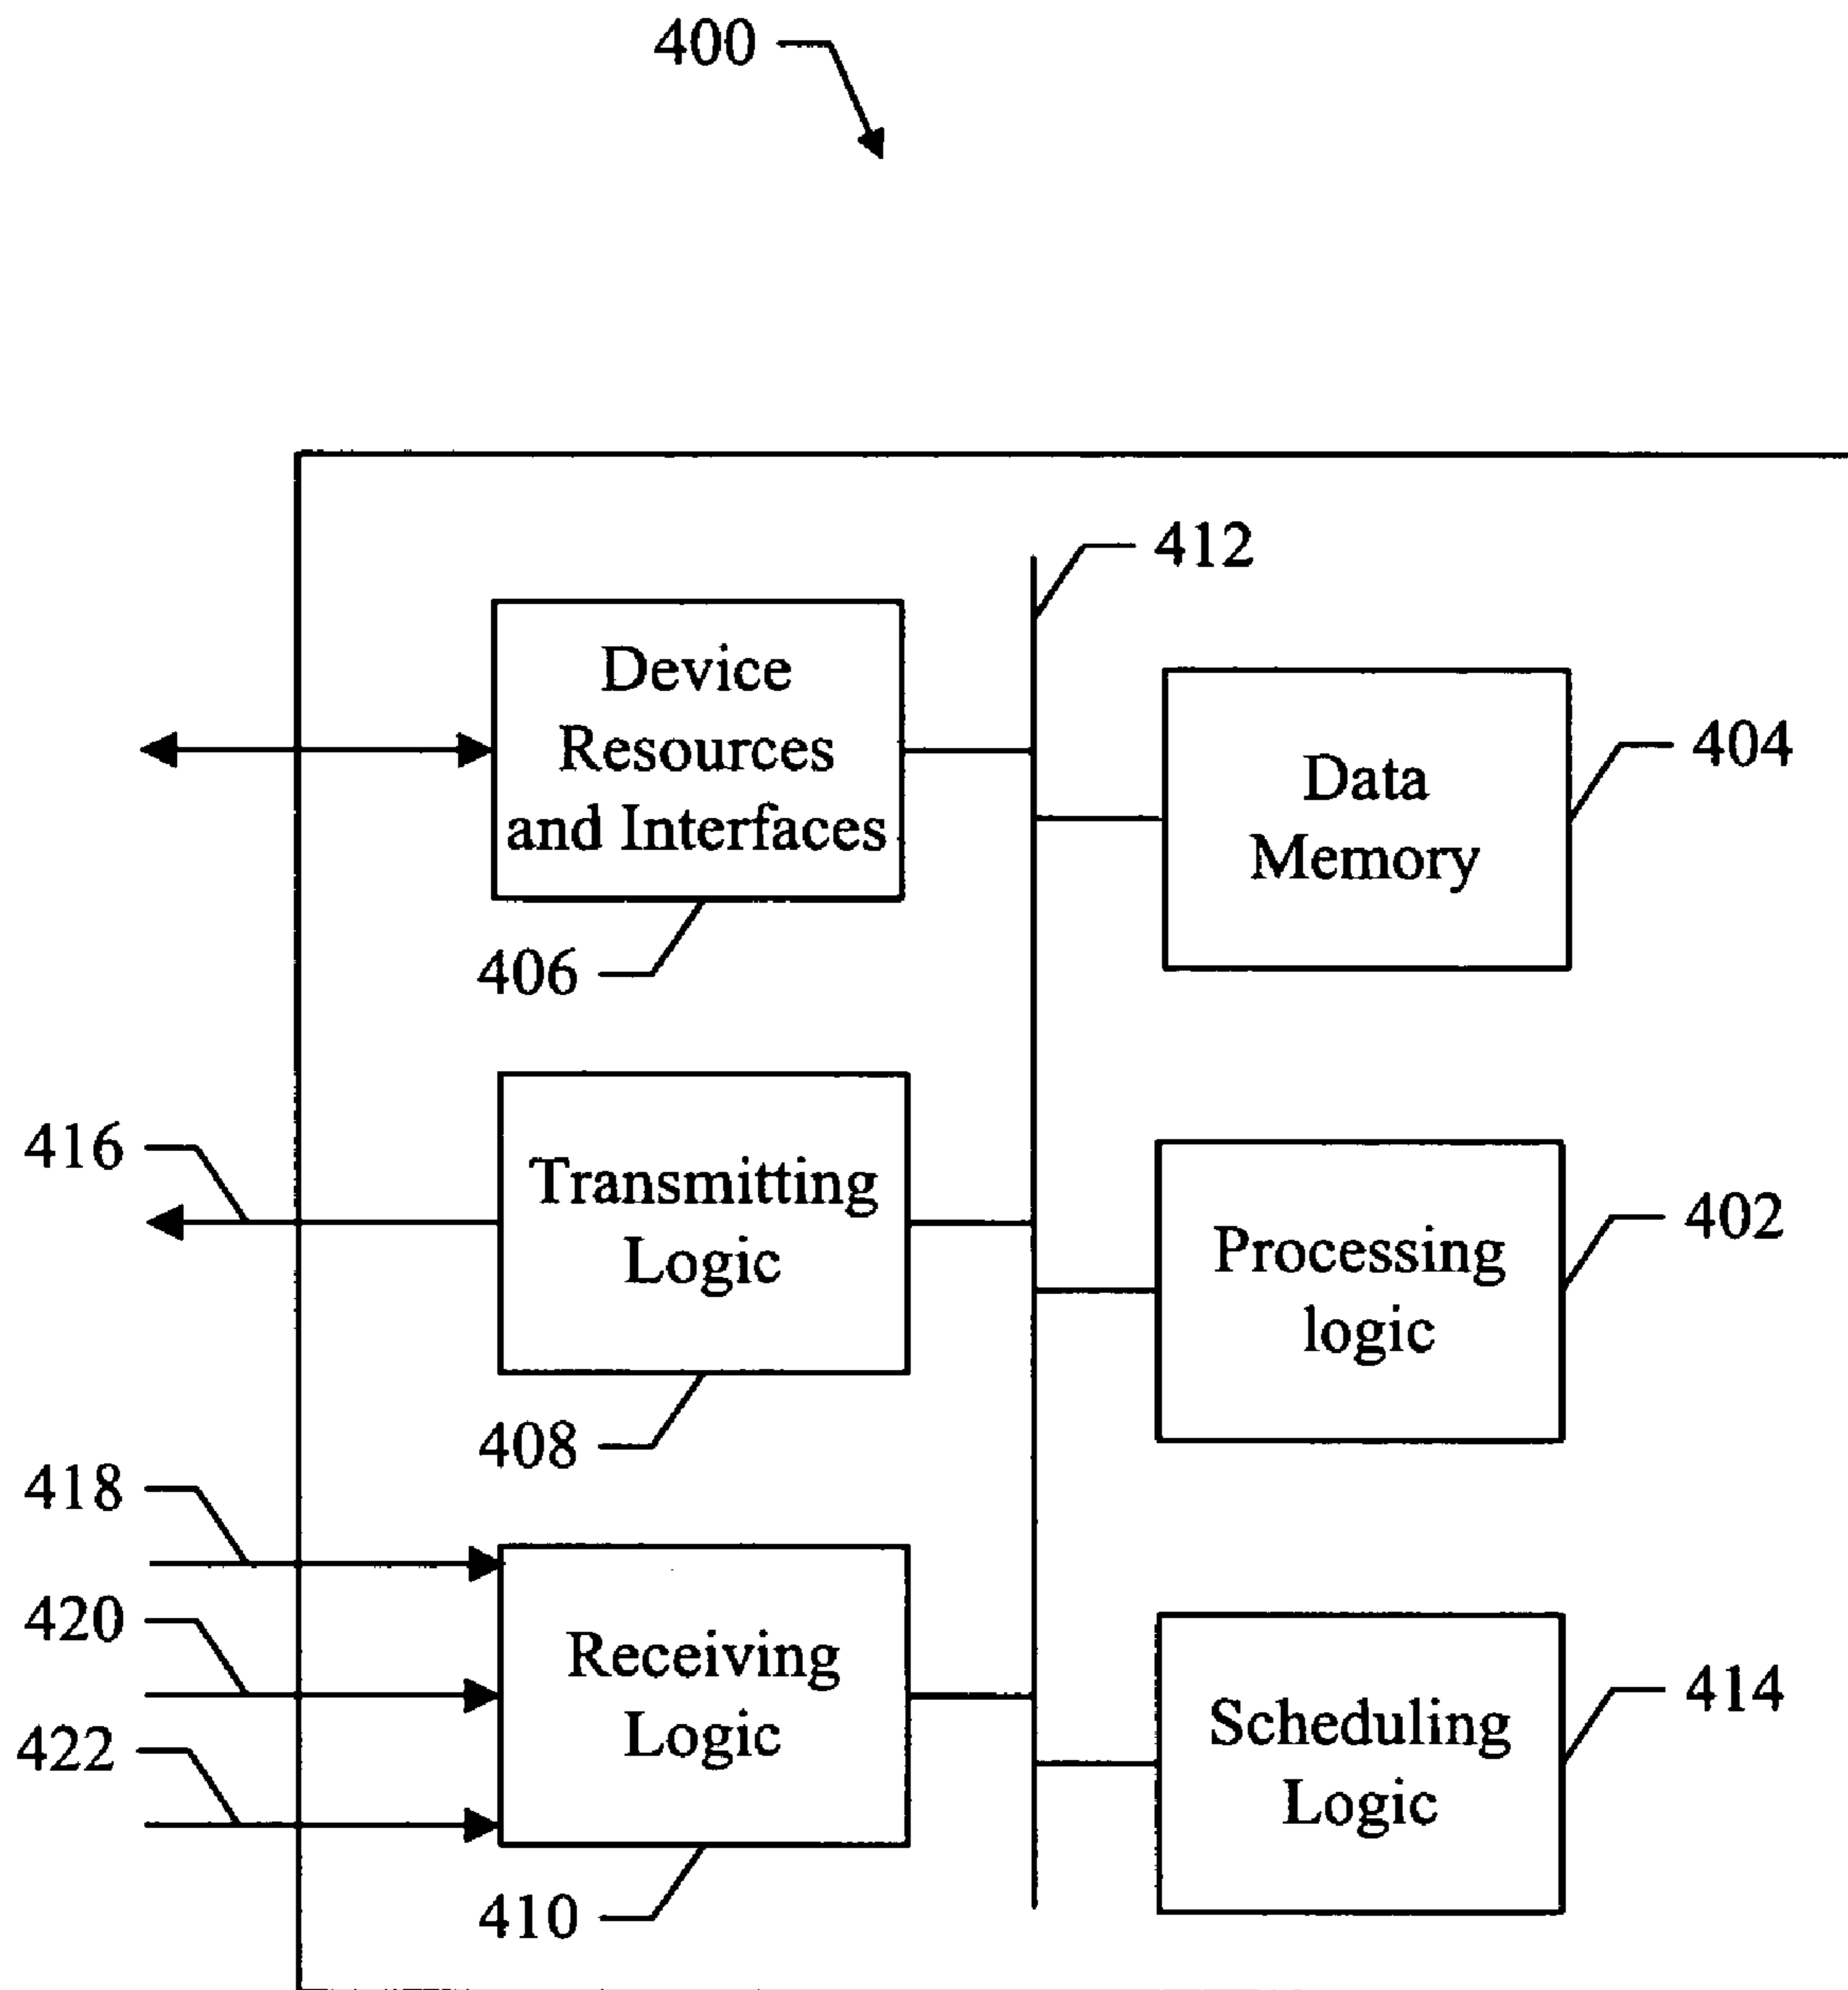 400
412
Device
Resources
and Interfaces
406
Data
Memory
404
416
Transmitting
Logic
408
Processing
logic
402
418
420
422
Receiving
Logic
410
Scheduling
Logic
414